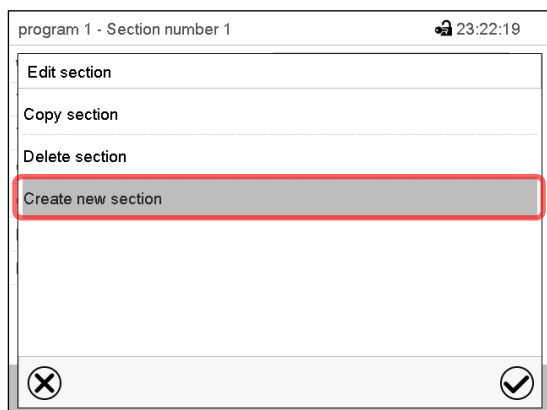 program 1 - Section number 1 23:22:19
Edit section
Copy section
Delete section
Create new section